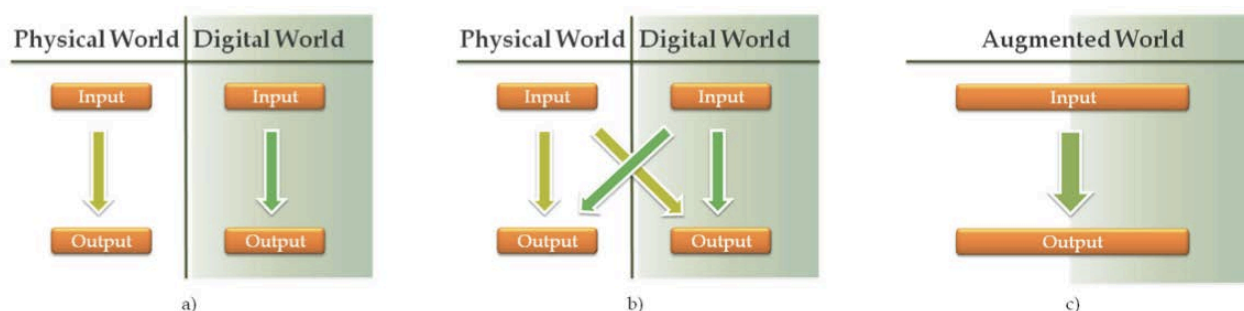 Physical World Digital World
Input Input
Output Output
a)
Physical World Digital World
Input Input
Output Output
b)
Augmented World
Input
Output
c)